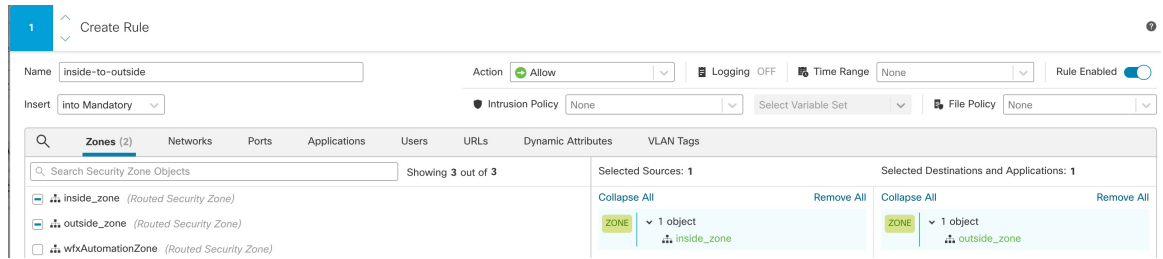 1 Create Rule
Name inside-to-outside Action Allow Logging OFF Time Range None Rule Enabled
Insert into Mandatory Intrusion Policy None Select Variable Set File Policy None
Zones (2) Networks Ports Applications Users URLs Dynamic Attributes VLAN Tags
Search Security Zone Objects Showing 3 out of 3 Selected Sources: 1 Selected Destinations and Applications: 1
inside_zone (Routed Security Zone) Collapse All Remove All Collapse All Remove All
outside_zone (Routed Security Zone) ZONE 1 object ZONE 1 object
inside_zone outside_zone
wfxAutomationZone (Routed Security Zone)